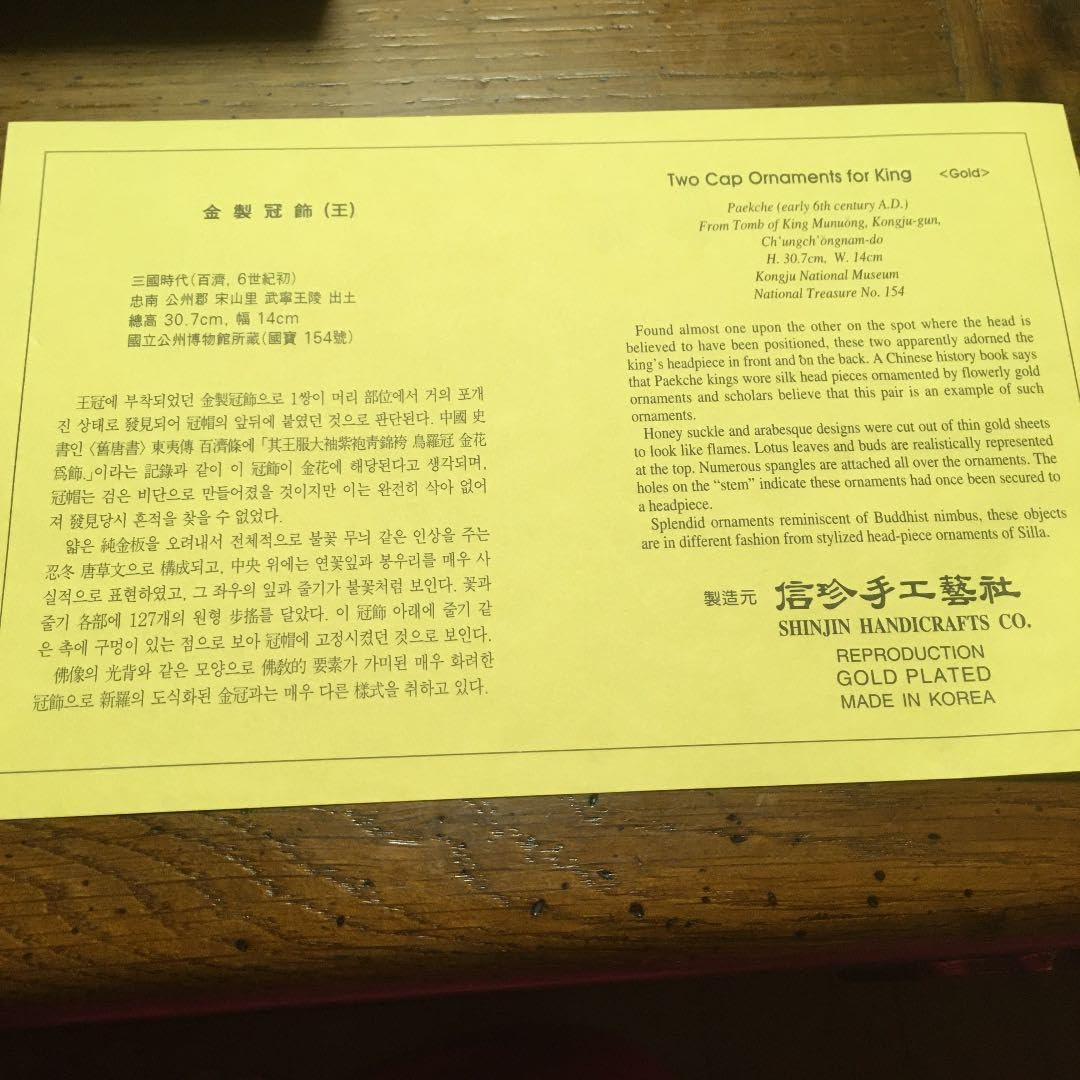 金製冠飾 (王)
三國時代(百濟, 6世紀初)
忠南 公州郡 宋山里 武寧王陵 出土
總高 30.7cm, 幅 14cm
國立公州博物館所藏(國寶 154號)
王冠에 부착되었던 金製冠飾으로 1쌍이 머리 部位에서 거의 포개
진 상태로 發見되어 冠帽의 앞뒤에 붙였던 것으로 판단된다. 中國 史
書인 〈舊唐書〉 東夷傳 百濟條에 「其王服大袖紫袍靑錦袴 烏羅冠 金花
爲飾.」이라는 記錄과 같이 이 冠飾이 金花에 해당된다고 생각되며,
冠帽는 검은 비단으로 만들어졌을 것이지만 이는 완전히 삭아 없어
져 發見당시 흔적을 찾을 수 없었다.
얇은 純金板을 오려내서 전체적으로 불꽃 무늬 같은 인상을 주는
忍冬 唐草文으로 構成되고, 中央 위에는 연꽃잎과 봉우리를 매우 사
실적으로 표현하였고, 그 좌우의 잎과 줄기가 불꽃처럼 보인다. 꽃과
줄기 各部에 127개의 원형 步搖를 달았다. 이 冠飾 아래에 줄기 같
은 촉에 구멍이 있는 점으로 보아 冠帽에 고정시켰던 것으로 보인다.
佛像의 光背와 같은 모양으로 佛敎的 要素가 가미된 매우 화려한
冠飾으로 新羅의 도식화된 金冠과는 매우 다른 樣式을 취하고 있다.
Two Cap Ornaments for King <Gold>
Paekche (early 6th century A.D.)
From Tomb of King Munuŏng, Kongju-gun,
Ch'ungch'ŏngnam-do
H. 30.7cm, W. 14cm
Kongju National Museum
National Treasure No. 154
Found almost one upon the other on the spot where the head is
believed to have been positioned, these two apparently adorned the
king's headpiece in front and on the back. A Chinese history book says
that Paekche kings wore silk head pieces ornamented by flowerly gold
ornaments and scholars believe that this pair is an example of such
ornaments.
Honey suckle and arabesque designs were cut out of thin gold sheets
to look like flames. Lotus leaves and buds are realistically represented
at the top. Numerous spangles are attached all over the ornaments. The
holes on the “stem” indicate these ornaments had once been secured to
a headpiece.
Splendid ornaments reminiscent of Buddhist nimbus, these objects
are in different fashion from stylized head-piece ornaments of Silla.
製造元 信珍手工藝社
SHINJIN HANDICRAFTS CO.
REPRODUCTION
GOLD PLATED
MADE IN KOREA